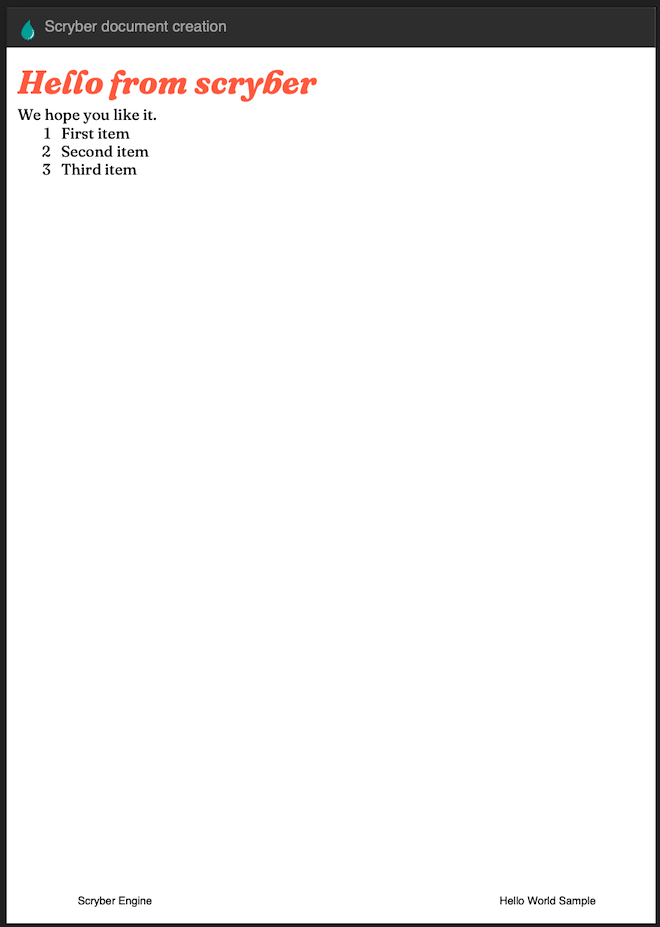 Scryber document creation
Hello from scryber
We hope you like it.
1 First item
2 Second item
3 Third item
Scryber Engine
Hello World Sample